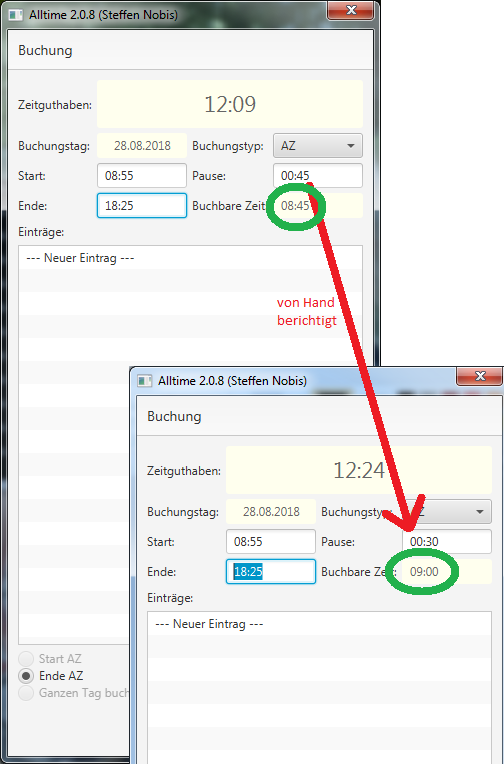 Alltime 2.0.8 (Steffen Nobis)
Buchung
Zeitguthaben: 12:09
Buchungstag: 28.08.2018 Buchungstyp: AZ
Start: 08:55 Pause: 00:45
Ende: 18:25 Buchbare Zeit: 08:45
Einträge:
--- Neuer Eintrag ---
von Hand
berichtigt
Start AZ
Ende AZ
Ganzen Tag buch
Alltime 2.0.8 (Steffen Nobis)
Buchung
Zeitguthaben: 12:24
Buchungstag: 28.08.2018 Buchungstyp: AZ
Start: 08:55 Pause: 00:30
Ende: 18:25 Buchbare Zeit: 09:00
Einträge:
--- Neuer Eintrag ---